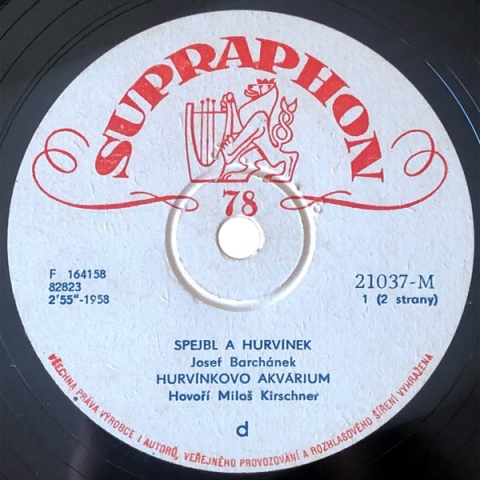 SUPRAPHON
78
F 164158
82823
2'55"-1958
21037-M
1 (2 strany)
SPEJBL A HURVÍNEK
Josef Barchánek
HURVÍNKOVO AKVÁRIUM
Hovoří Miloš Kirschner
d
VŠECHNA PRÁVA VÝROBCE I AUTORŮ, VEŘEJNÉHO PROVOZOVÁNÍ A ROZHLASOVÉHO ŠÍŘENÍ VYHRAŽENA